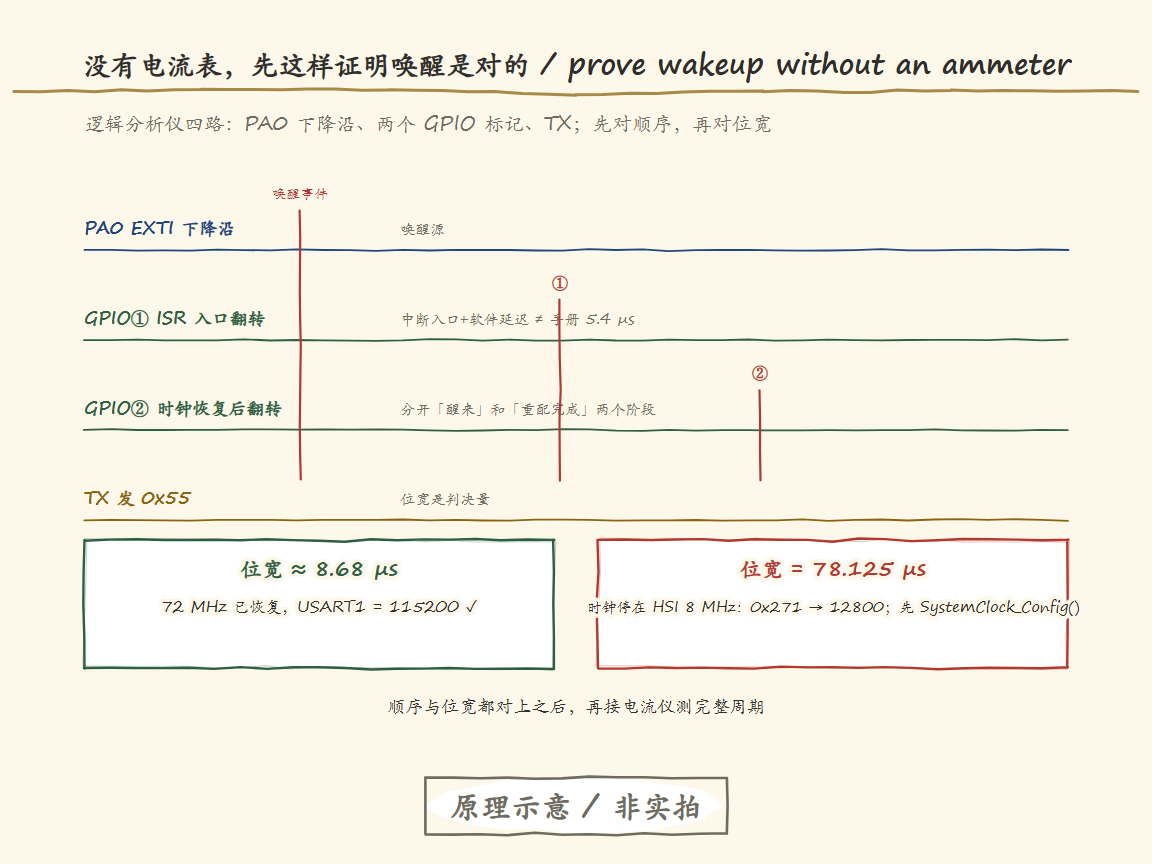 没有电流表，先这样证明唤醒是对的 / prove wakeup without an ammeter
逻辑分析仪四路：PA0 下降沿、两个 GPIO 标记、TX；先对顺序，再对位宽
唤醒事件
PA0 EXTI 下降沿
唤醒源
①
GPIO① ISR 入口翻转
中断入口+软件延迟 ≠ 手册 5.4 μs
②
GPIO② 时钟恢复后翻转
分开「醒来」和「重配完成」两个阶段
TX 发 0x55
位宽是判决量
位宽 ≈ 8.68 μs
72 MHz 已恢复，USART1 = 115200 ✓
位宽 = 78.125 μs
时钟停在 HSI 8 MHz：0x271 → 12800；先 SystemClock_Config()
顺序与位宽都对上之后，再接电流仪测完整周期
原理示意 / 非实拍